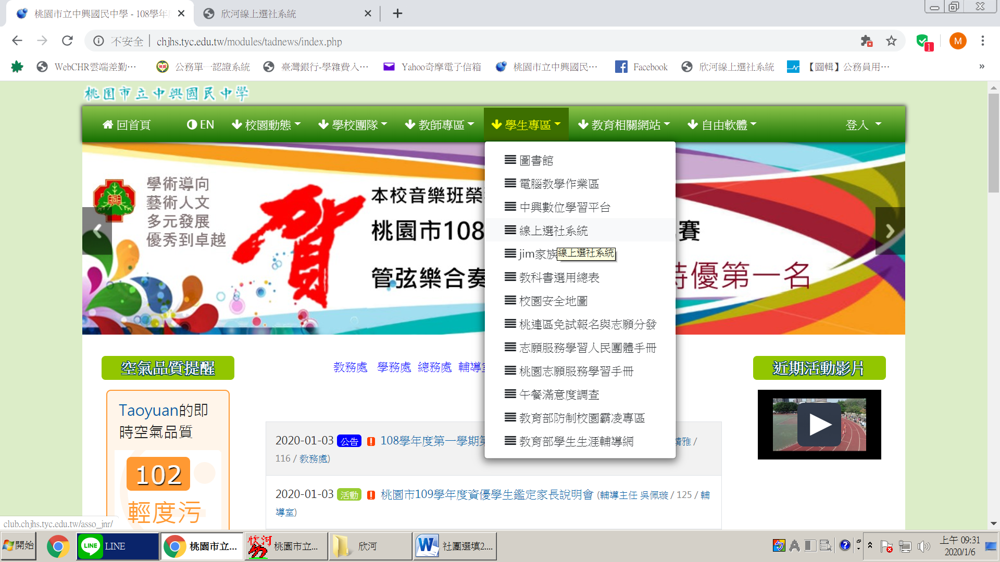 桃園市立中興國民中學 - 108學年
欣河線上選社系統
不安全
chjhs.tyc.edu.tw/modules/tadnews/index.php
1
M
WebCHR雲端差勤…
公務單一認證系統
臺灣銀行-學雜費入…
Yahoo奇摩電子信箱
桃園市立中興國民…
Facebook
欣河線上選社系統
【圖輯】公務員用…
»
桃園市立中興國民中學
回首頁
EN
校園動態
學校團隊
教師專區
學生專區
教育相關網站
自由軟體
登入
圖書館
電腦教學作業區
中興數位學習平台
線上選社系統
jim家族
線上選社系統
教科書選用總表
校園安全地圖
桃連區免試報名與志願分發
志願服務學習人民團體手冊
桃園志願服務學習手冊
午餐滿意度調查
教育部防制校園霸凌專區
教育部學生生涯輔導網
學術導向
藝術人文
多元發展
優秀到卓越
賀
本校音樂班榮
桃園市108
賽
管弦樂合奏
特優第一名
空氣品質提醒
Taoyuan的即
時空氣品質
102
輕度污
教務處 學務處 總務處 輔導室
近期活動影片
2020-01-03 公告 108學年度第一學期第
靖雅 /
116 / 教務處)
2020-01-03 活動 桃園市109學年度資優學生鑑定家長說明會 (輔導主任 吳佩璇 / 125 / 輔
導室)
club.chjhs.tyc.edu.tw/asso_jnr/
開始
LINE
LINE
桃園市立...
欣河
桃園市立...
欣河
社團選填2....
上午 09:31
2020/1/6